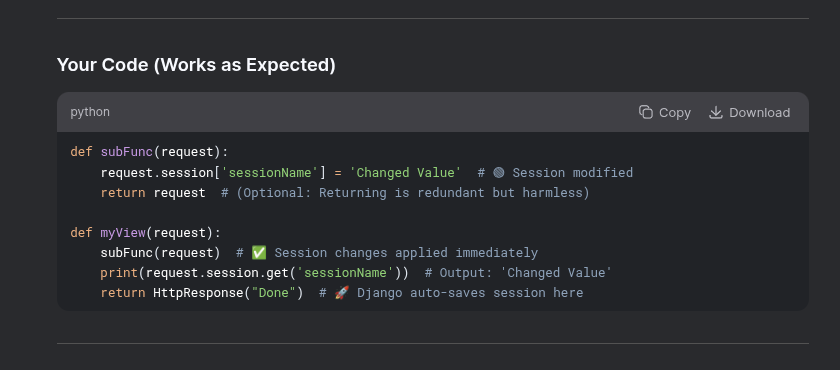 Your Code (Works as Expected)
python Copy Download
def subFunc(request):
    request.session['sessionName'] = 'Changed Value'  # 🟢 Session modified
    return request  # (Optional: Returning is redundant but harmless)

def myView(request):
    subFunc(request)  # ✅ Session changes applied immediately
    print(request.session.get('sessionName'))  # Output: 'Changed Value'
    return HttpResponse("Done")  # 🚀 Django auto-saves session here